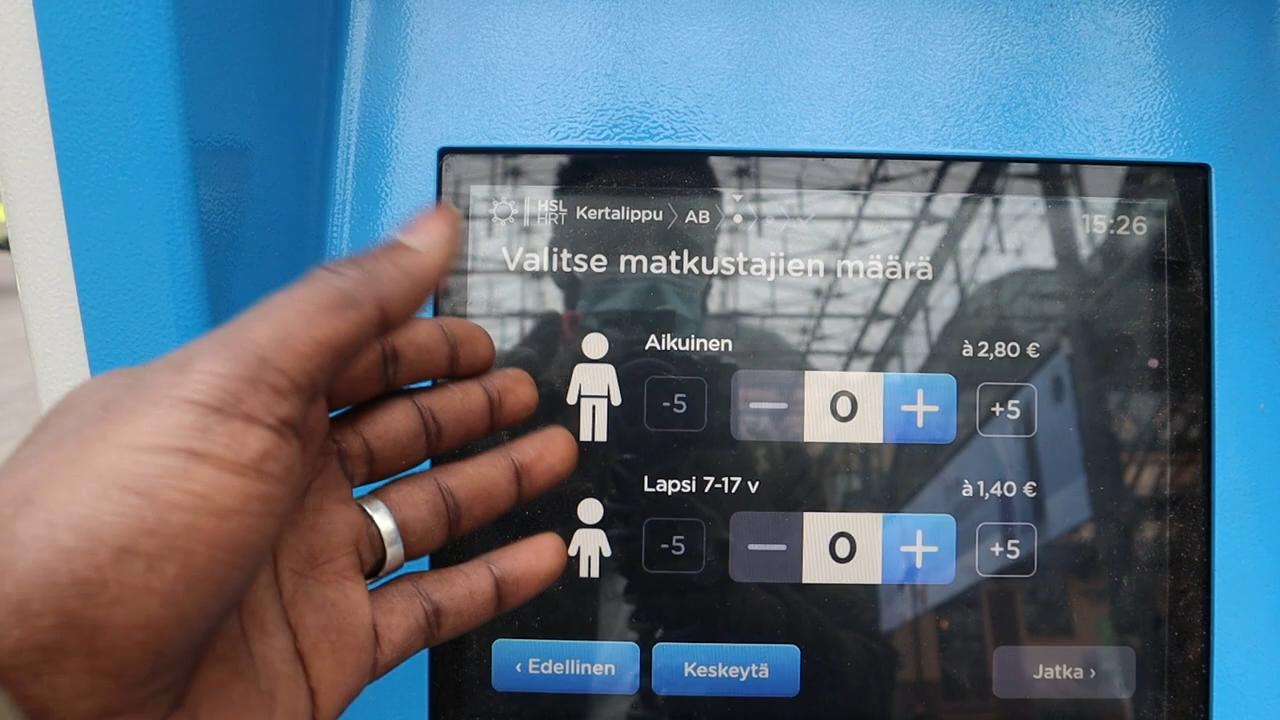 HSL HRT Kertalippu AB 15:26
Valitse matkustajien määrä
Aikuinen à 2,80 €
-5 — 0 + +5
Lapsi 7-17 v à 1,40 €
-5 — 0 + +5
‹ Edellinen Keskeytä Jatka ›